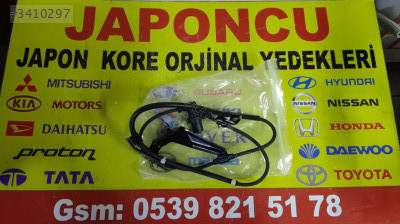 #3410297
JAPONCU
JAPON KORE ORJİNAL YEDEKLERİ
MITSUBISHI
HYUNDAI
KIA MOTORS
NISSAN
DAIHATSU
HONDA
proton
DAEWOO
TATA
TOYOTA
SUBARU
Gsm: 0539 821 51 78